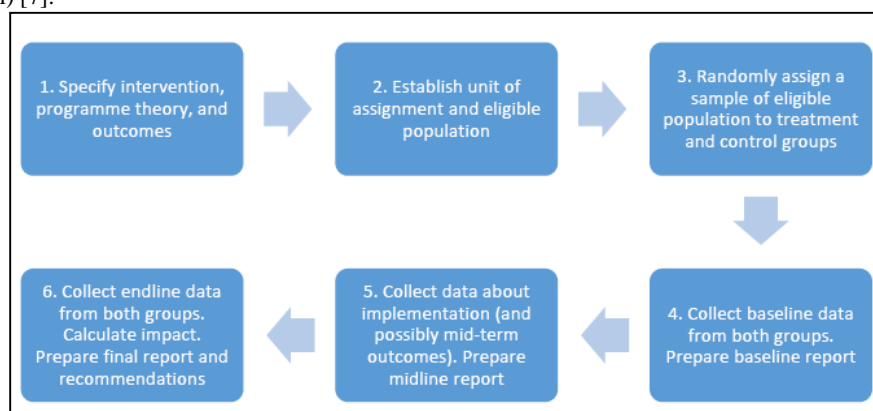 n) [7].
1. Specify intervention,
programme theory, and
outcomes
2. Establish unit of
assignment and eligible
population
3. Randomly assign a
sample of eligible
population to treatment
and control groups
4. Collect baseline data
from both groups.
Prepare baseline report
5. Collect data about
implementation (and
possibly mid-term
outcomes). Prepare
midline report
6. Collect endline data
from both groups.
Calculate impact.
Prepare final report and
recommendations